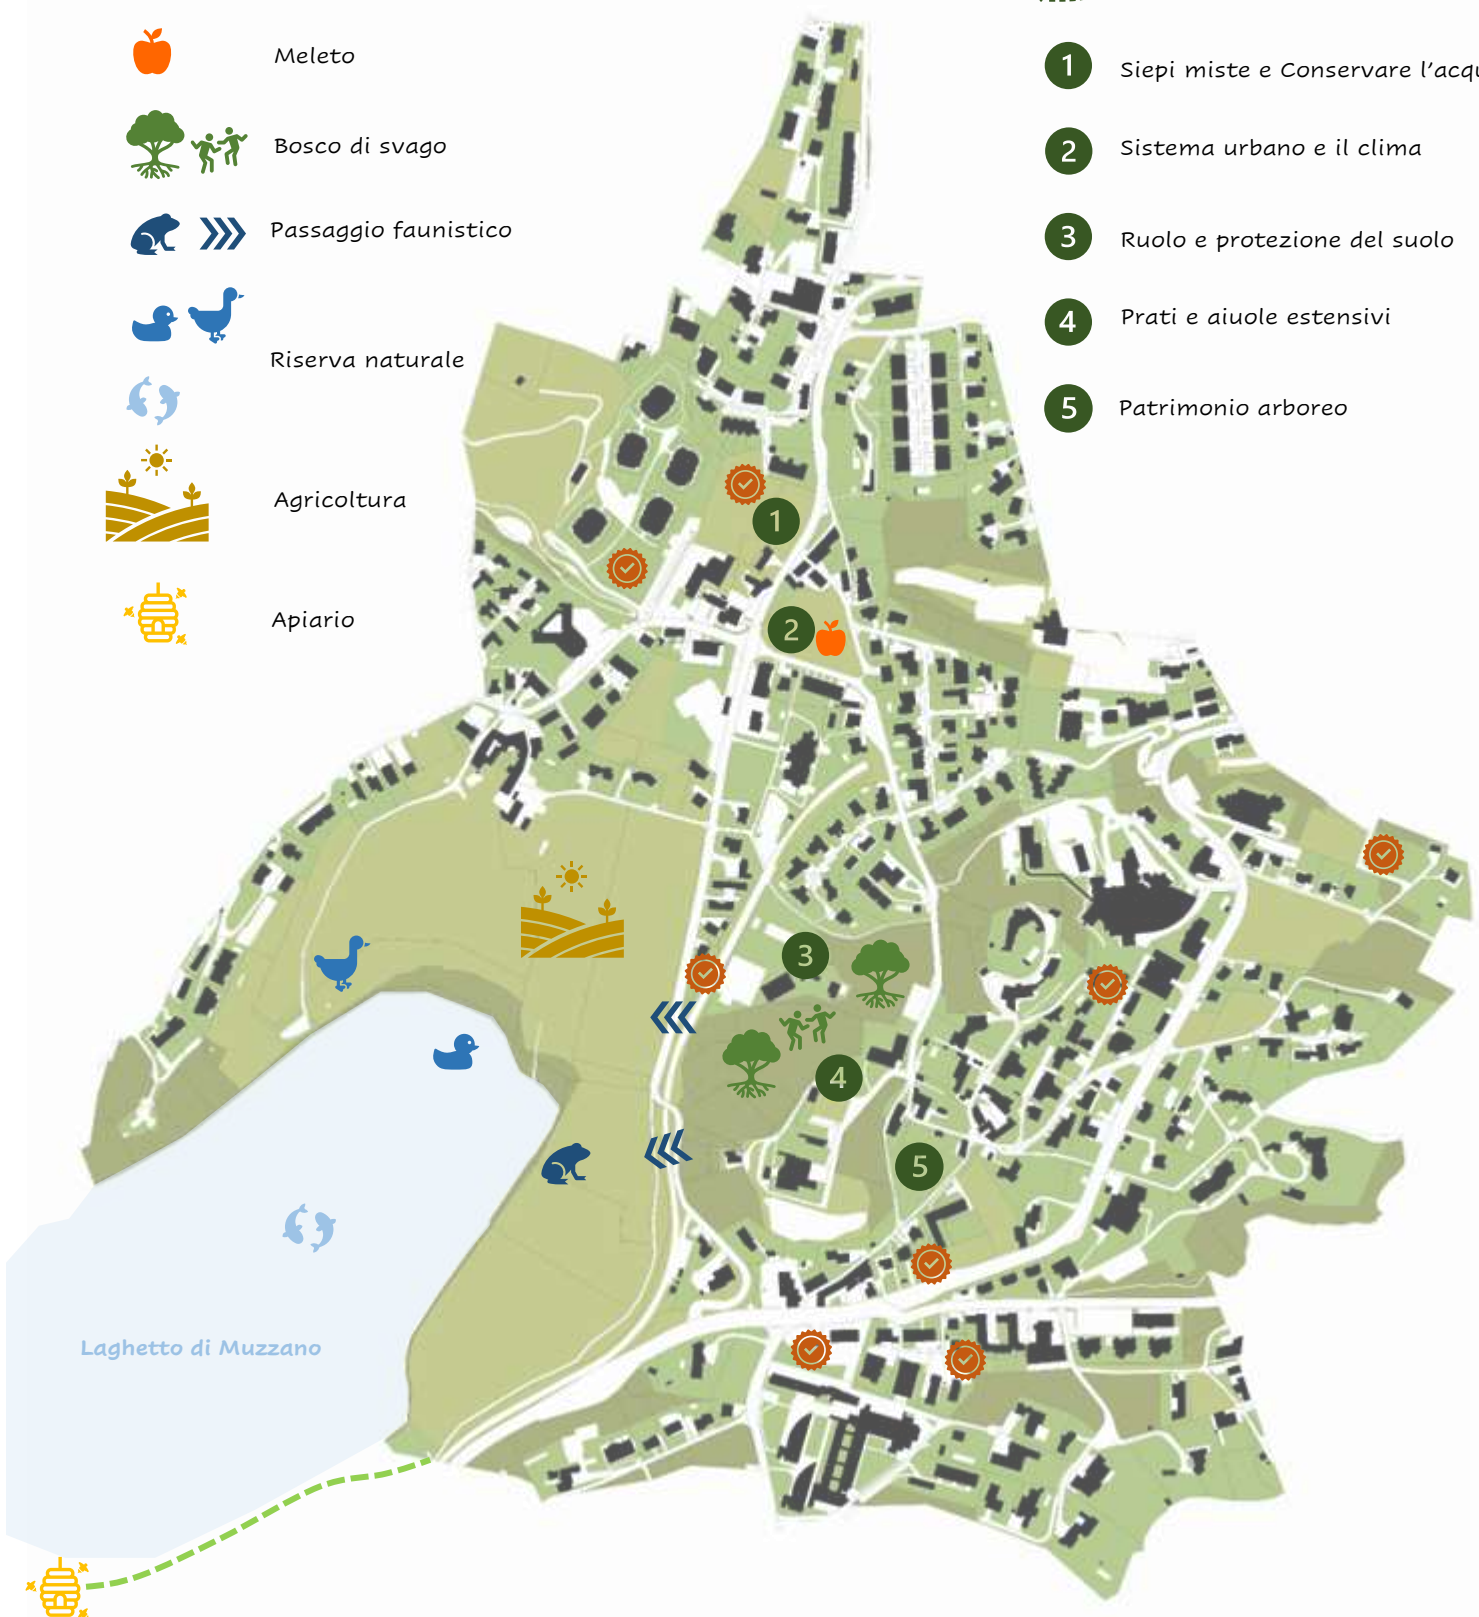 Meleto
Bosco di svago
Passaggio faunistico
Riserva naturale
Agricoltura
Apiario
1 Siepi miste e Conservare l'acqu
2 Sistema urbano e il clima
3 Ruolo e protezione del suolo
4 Prati e aiuole estensivi
5 Patrimonio arboreo
1
2
3
4
5
Laghetto di Muzzano